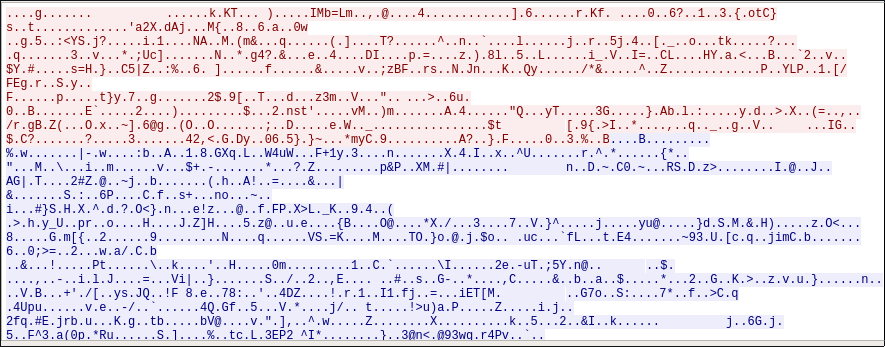 ....g.......           ......k.KT... ).....IMb=Lm..,.@....4............].6......r.Kf. ....0..6?..1..3.{.otC}
s..t.............'a2X.dAj...M{..8..6.a..0w
..g.5..:<YS.j?.....i.1....NA..M.(m&...q......(.]....T?......^..n..`....l......j..r..5j.4..[._..o...tk.....?...
.q.......3..v...*.;Uc].......N..*.g4?.&...e..4....DI....p.=....z.).8l..5..L......i_.V..I=..CL....HY.a.<...B...`2..v..
$Y.#.....s=H.}..C5|Z..:%..6. ]......f......&.....v..;zBF..rs..N.Jn...K..Qy....../*&.....^..Z.............P..YLP..1.[/
FEg.r..S.y..
F......p.....t}y.7..g.......2$.9[..T...d...z3m..V..."..  ...>..6u.
0..B.......E`.....2....).........$...2.nst'.....vM..)m.......A.4......"Q...yT.....3G.....}.Ab.l.:.....y.d..>.X..(=..,..
/r.gB.Z(...O.x..~].6@g..(O..O.......;..D.....e.W.._................$t         [.9{.>I..*....,...q.._..g..V..     ...IG..
$.C?.......?.....3.......42,<.G.Dy..06.5}.}~...*myC.9..........A?..}.F.....0..3.%..B....B.........
%.w.......|-.w....:b..A..1.8.GXq.L..W4uW...F+1y.3....n.......X.4.I..x..^U.......r.^.*......{*..
"...M..\...i..m......v...$+.-.......*...?.Z.........p&P..XM.#|........        n..D.~.C0.~...RS.D.z>........I.@..J..
AG|.T....2#Z.@..~j..b.......(.h..A!..=....&...|
&.......S.:..6P....C.f..s+...no...~..
i...#}S.H.X.^.d.?.O<}.n...e!z...@..f.FP.X>L._K..9.4..(
.>.h.y_U..pr..o....H....J.Z]H....5.z@..u.e....{B....O@....*X./...3....7..V.}^.....j.....yu@.....}d.S.M.&.H).....z.O<...
8.....G.m[{..2......9.........N....q......VS.=K....M....TO.}o.@.j.$o.. .uc...`fL...t.E4.......~93.U.[c.q..jimC.b.......
6..0;>=..2...w.a/.C.b
..&...!.....Pt......\..k....'..H.....0m.........1..C.`......\I......2e.-uT.;5Y.n@..      ..$.
....,..-..i.l.J....=...Vi|..}.......S../..2..,E.... ..#..s..G-..*..,C.....&..b..a..$.....*...2..G..K.>..z.v.u.}......n..
..V.B...+'./[..ys.JQ..!F 8.e..78:..'..4DZ....!.r.1..I1.fj..=...iET[M.         ..G7o..S:....7*..f..>C.q
.4Upu......v.e..-/..`......4Q.Gf..5...V.*....j/.. t.....!>u)a.P.....Z.....i.j..
2fq.#E.jrb.u...K.g..tb.....bV@....v.".],..^.w.....Z........X..........k..5...2..&I..k......         j..6G.j.
5..F^3.a(0p.*Ru......S.]....%..tc.L.3EP2 ^I*........}..3@n<.@93wq.r4Pv..`..